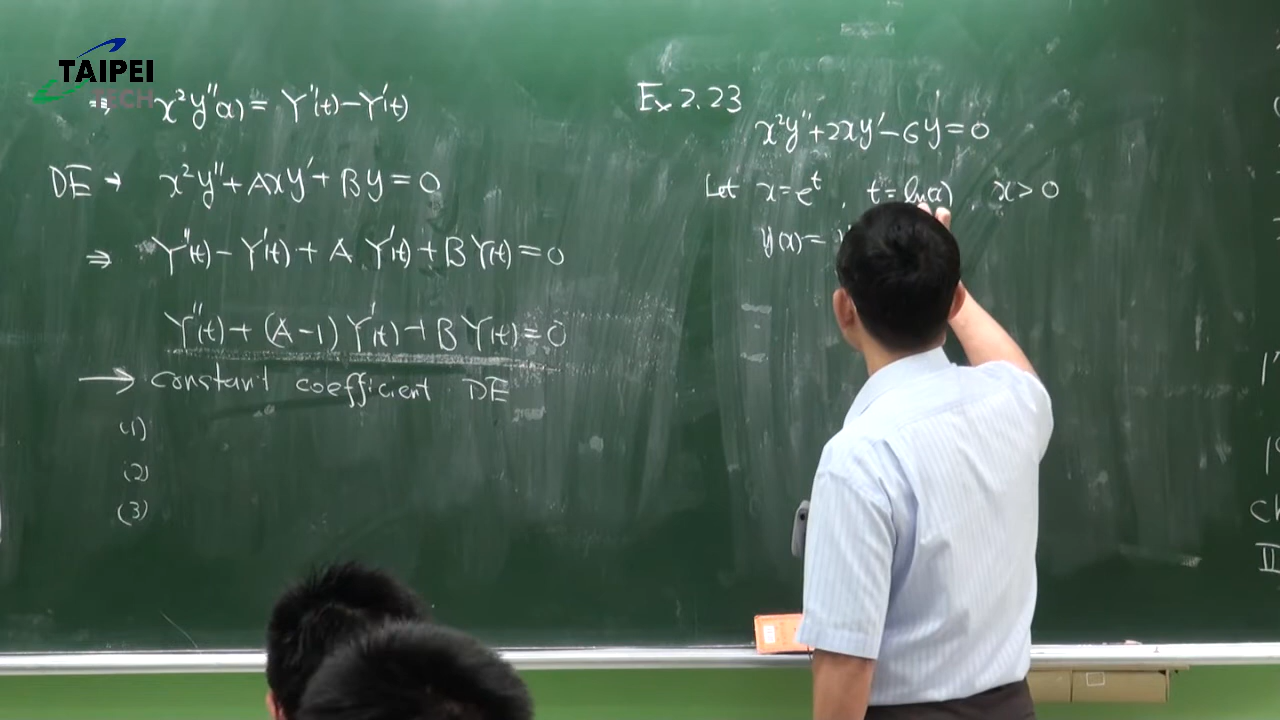 TAIPEI
TECH
⇒ x²y''(x) = Y''(t) - Y'(t)
DE → x²y'' + Axy' + By = 0
⇒ Y''(t) - Y'(t) + A Y'(t) + B Y(t) = 0
Y''(t) + (A-1) Y'(t) + B Y(t) = 0
→ constant coefficient DE
(1)
(2)
(3)
Ex 2.23
x²y'' + 2xy' - 6y = 0
Let x = e^t , t = ln(x) x > 0
y(x) =